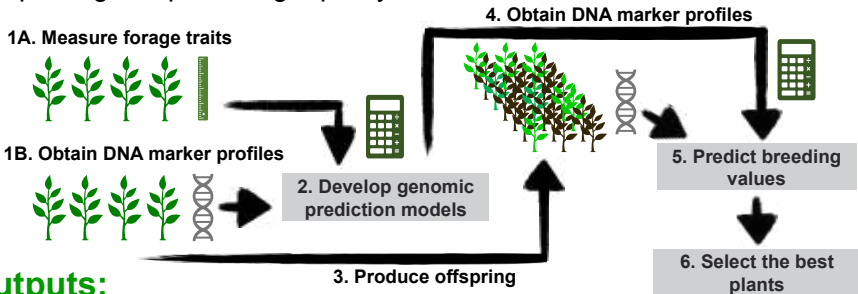 4. Obtain DNA marker profiles
1A. Measure forage traits
1B. Obtain DNA marker profiles
2. Develop genomic
prediction models
5. Predict breeding
values
3. Produce offspring
6. Select the best
plants